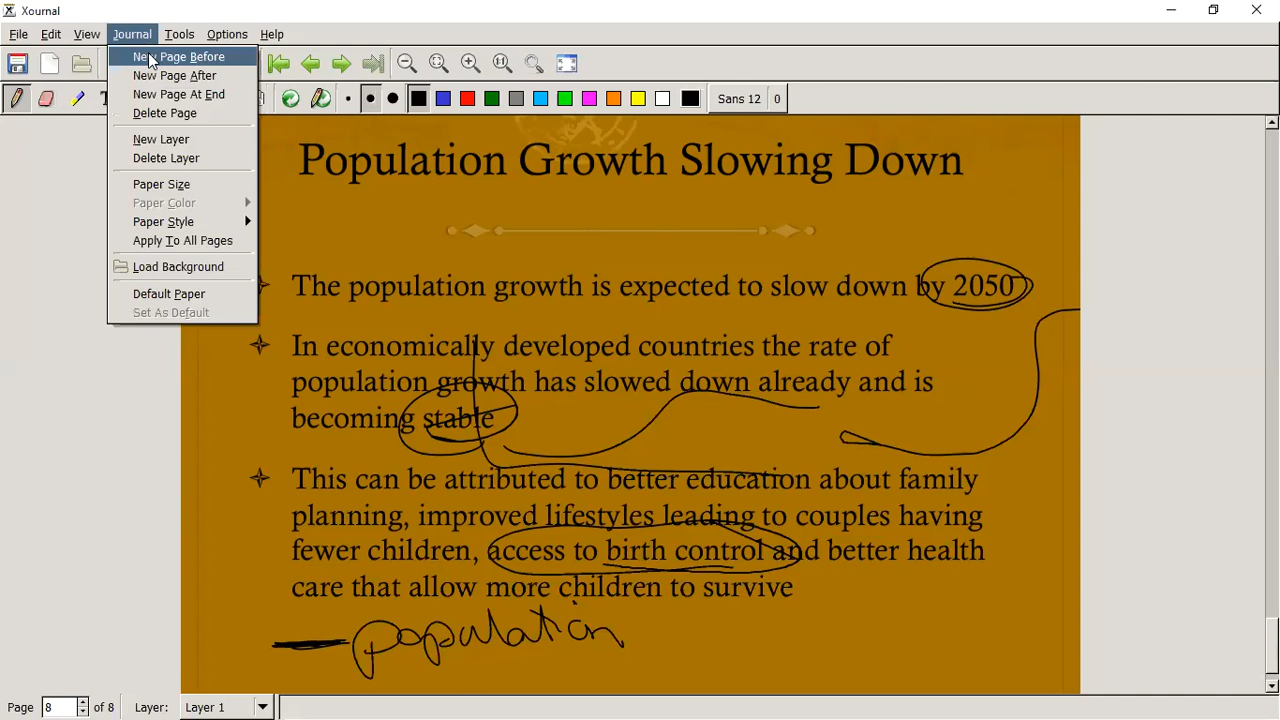 Xournal
File Edit View Journal Tools Options Help
New Page Before
New Page After
New Page At End
Delete Page
New Layer
Delete Layer
Paper Size
Paper Color
Paper Style
Apply To All Pages
Load Background
Default Paper
Set As Default
Sans 12 0
Population Growth Slowing Down
The population growth is expected to slow down by 2050
In economically developed countries the rate of
population growth has slowed down already and is
becoming stable
This can be attributed to better education about family
planning, improved lifestyles leading to couples having
fewer children, access to birth control and better health
care that allow more children to survive
population
Page 8 of 8 Layer: Layer 1